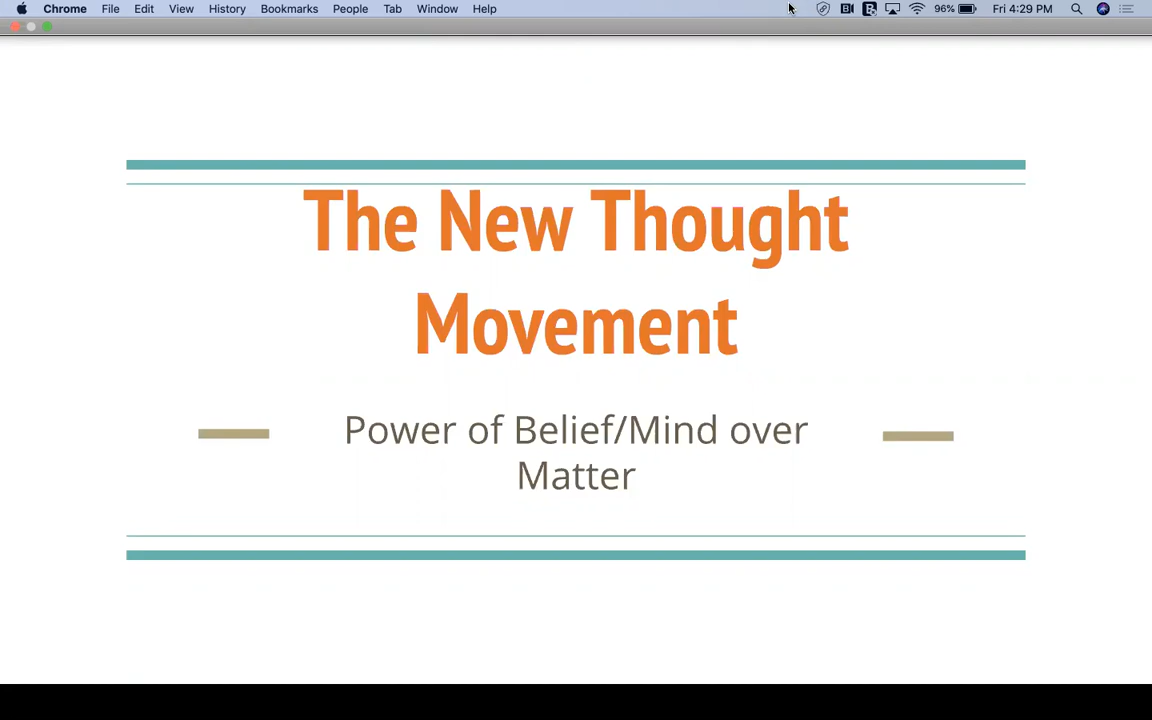 Chrome File Edit View History Bookmarks People Tab Window Help 96% Fri 4:29 PM
The New Thought
Movement
Power of Belief/Mind over
Matter